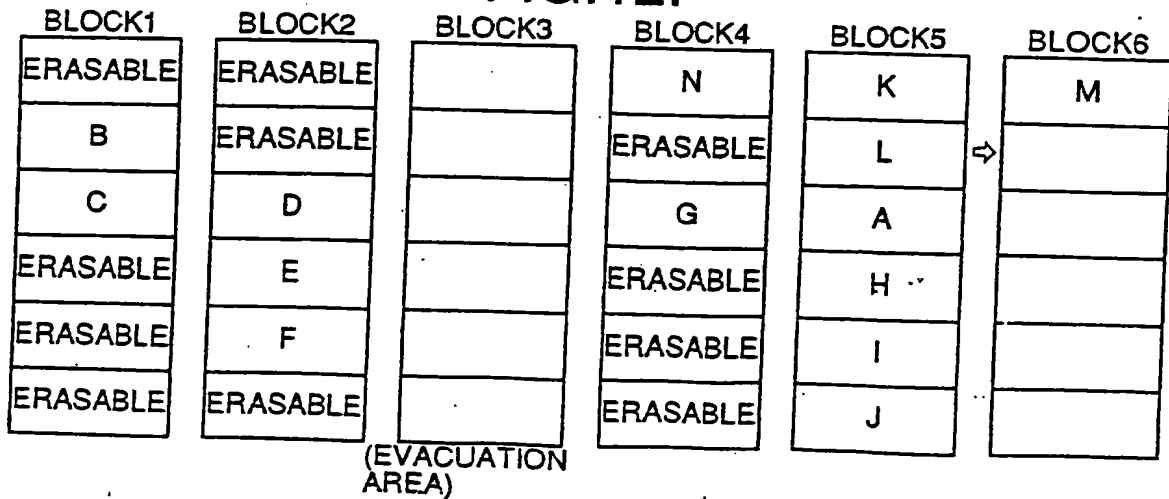 BLOCK1 BLOCK2 BLOCK3 BLOCK4 BLOCK5 BLOCK6
ERASABLE ERASABLE N K M
B ERASABLE ERASABLE L ⇨
C D G A
ERASABLE E ERASABLE H
ERASABLE F ERASABLE I
ERASABLE ERASABLE ERASABLE J
(EVACUATION
AREA)